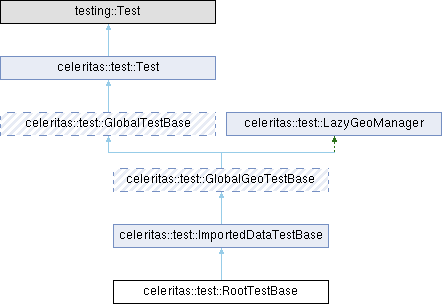 testing::Test
celeritas::test::Test
celeritas::test::GlobalTestBase
celeritas::test::LazyGeoManager
celeritas::test::GlobalGeoTestBase
celeritas::test::ImportedDataTestBase
celeritas::test::RootTestBase